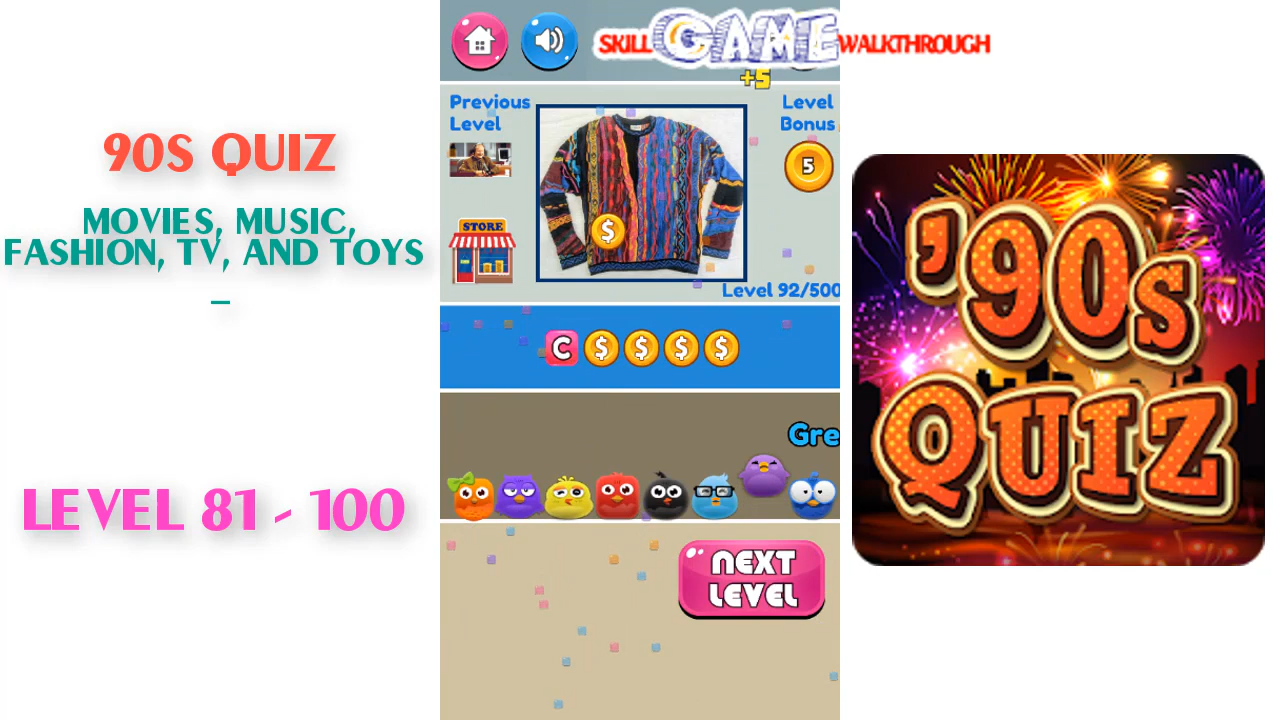 90S QUIZ
MOVIES, MUSIC,
FASHION, TV, AND TOYS
–
LEVEL 81 - 100
SKILL GAME WALKTHROUGH
+5
Previous
Level
Level
Bonus
5
STORE
$
Level 92/500
C $ $ $ $
Gre
NEXT
LEVEL
'90s
QUIZ